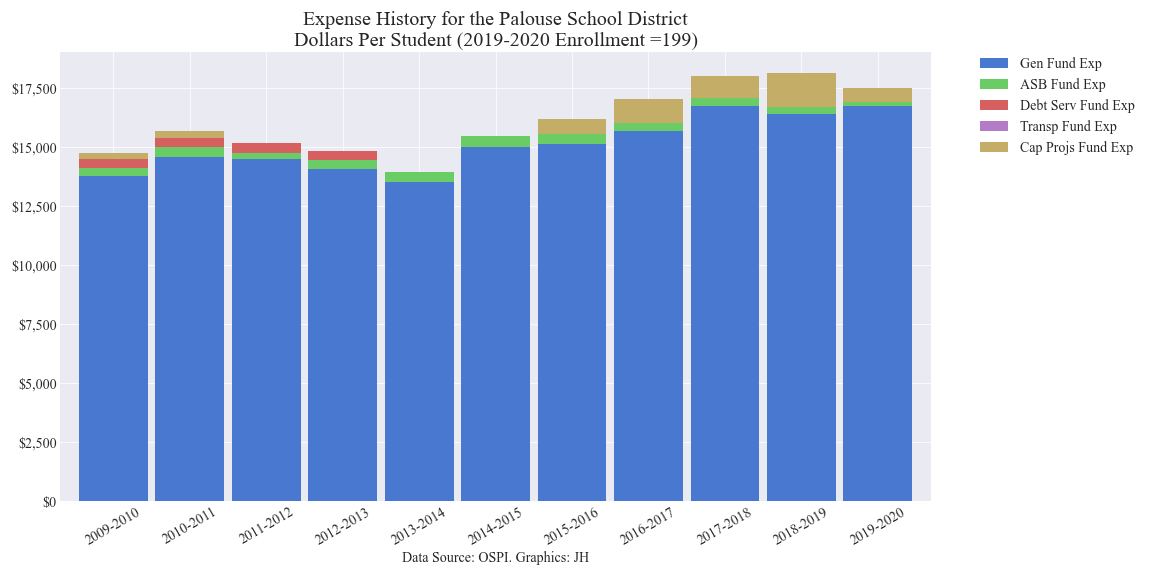 Expense History for the Palouse School District
Dollars Per Student (2019-2020 Enrollment =199)
Gen Fund Exp
ASB Fund Exp
Debt Serv Fund Exp
Transp Fund Exp
Cap Projs Fund Exp
$17,500
$15,000
$12,500
$10,000
$7,500
$5,000
$2,500
$0
2009-2010
2010-2011
2011-2012
2012-2013
2013-2014
2014-2015
2015-2016
2016-2017
2017-2018
2018-2019
2019-2020
Data Source: OSPI. Graphics: JH